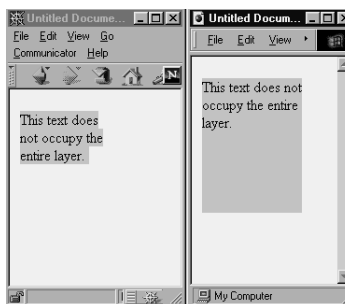 Untitled Docume...
File Edit View Go
Communicator Help
N
This text does
not occupy the
entire layer.
Untitled Docum...
File Edit View
This text does not
occupy the entire
layer.
My Computer